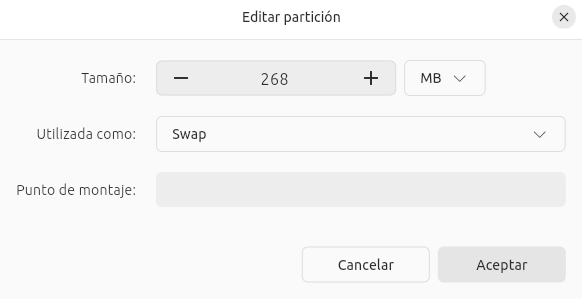 Editar partición
Tamaño: 268 MB
Utilizada como: Swap
Punto de montaje:
Cancelar Aceptar